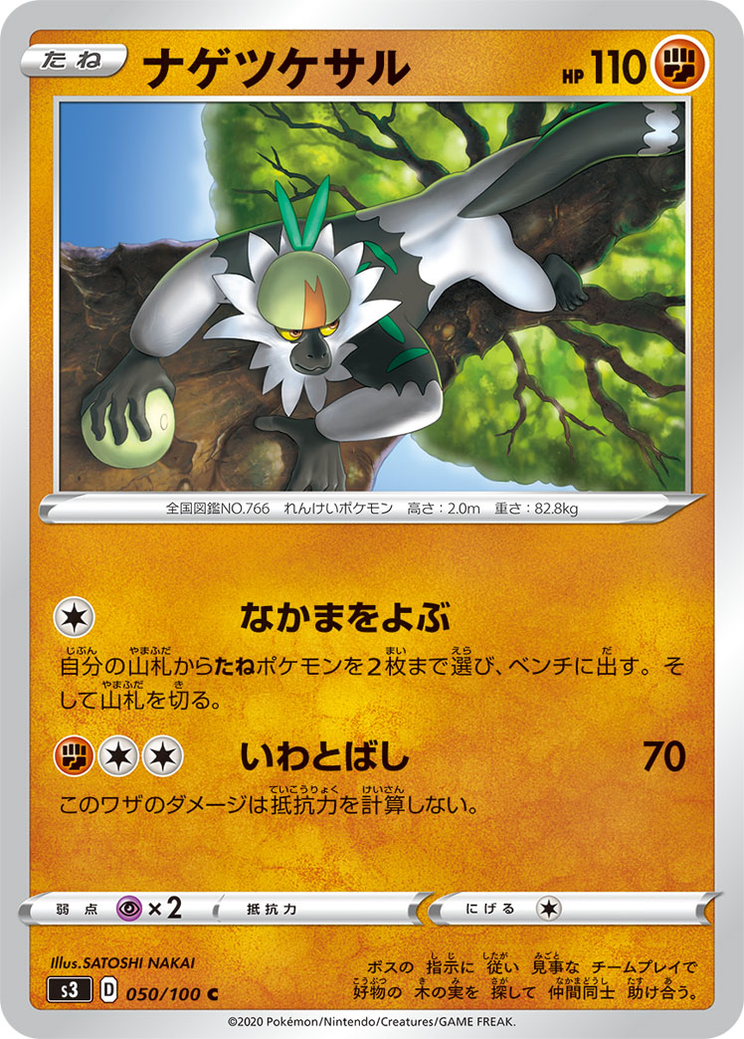 たね ナゲツケサル HP 110
全国図鑑NO.766 れんけいポケモン 高さ：2.0m 重さ：82.8kg
なかまをよぶ
自分の山札からたねポケモンを2枚まで選び、ベンチに出す。そ
して山札を切る。
いわとばし 70
このワザのダメージは抵抗力を計算しない。
弱点 ×2 抵抗力 にげる
Illus.SATOSHI NAKAI
s3 D 050/100 C
ボスの 指示に 従い 見事な チームプレイで
好物の 木の実を 探して 仲間同士 助け合う。
©2020 Pokémon/Nintendo/Creatures/GAME FREAK.